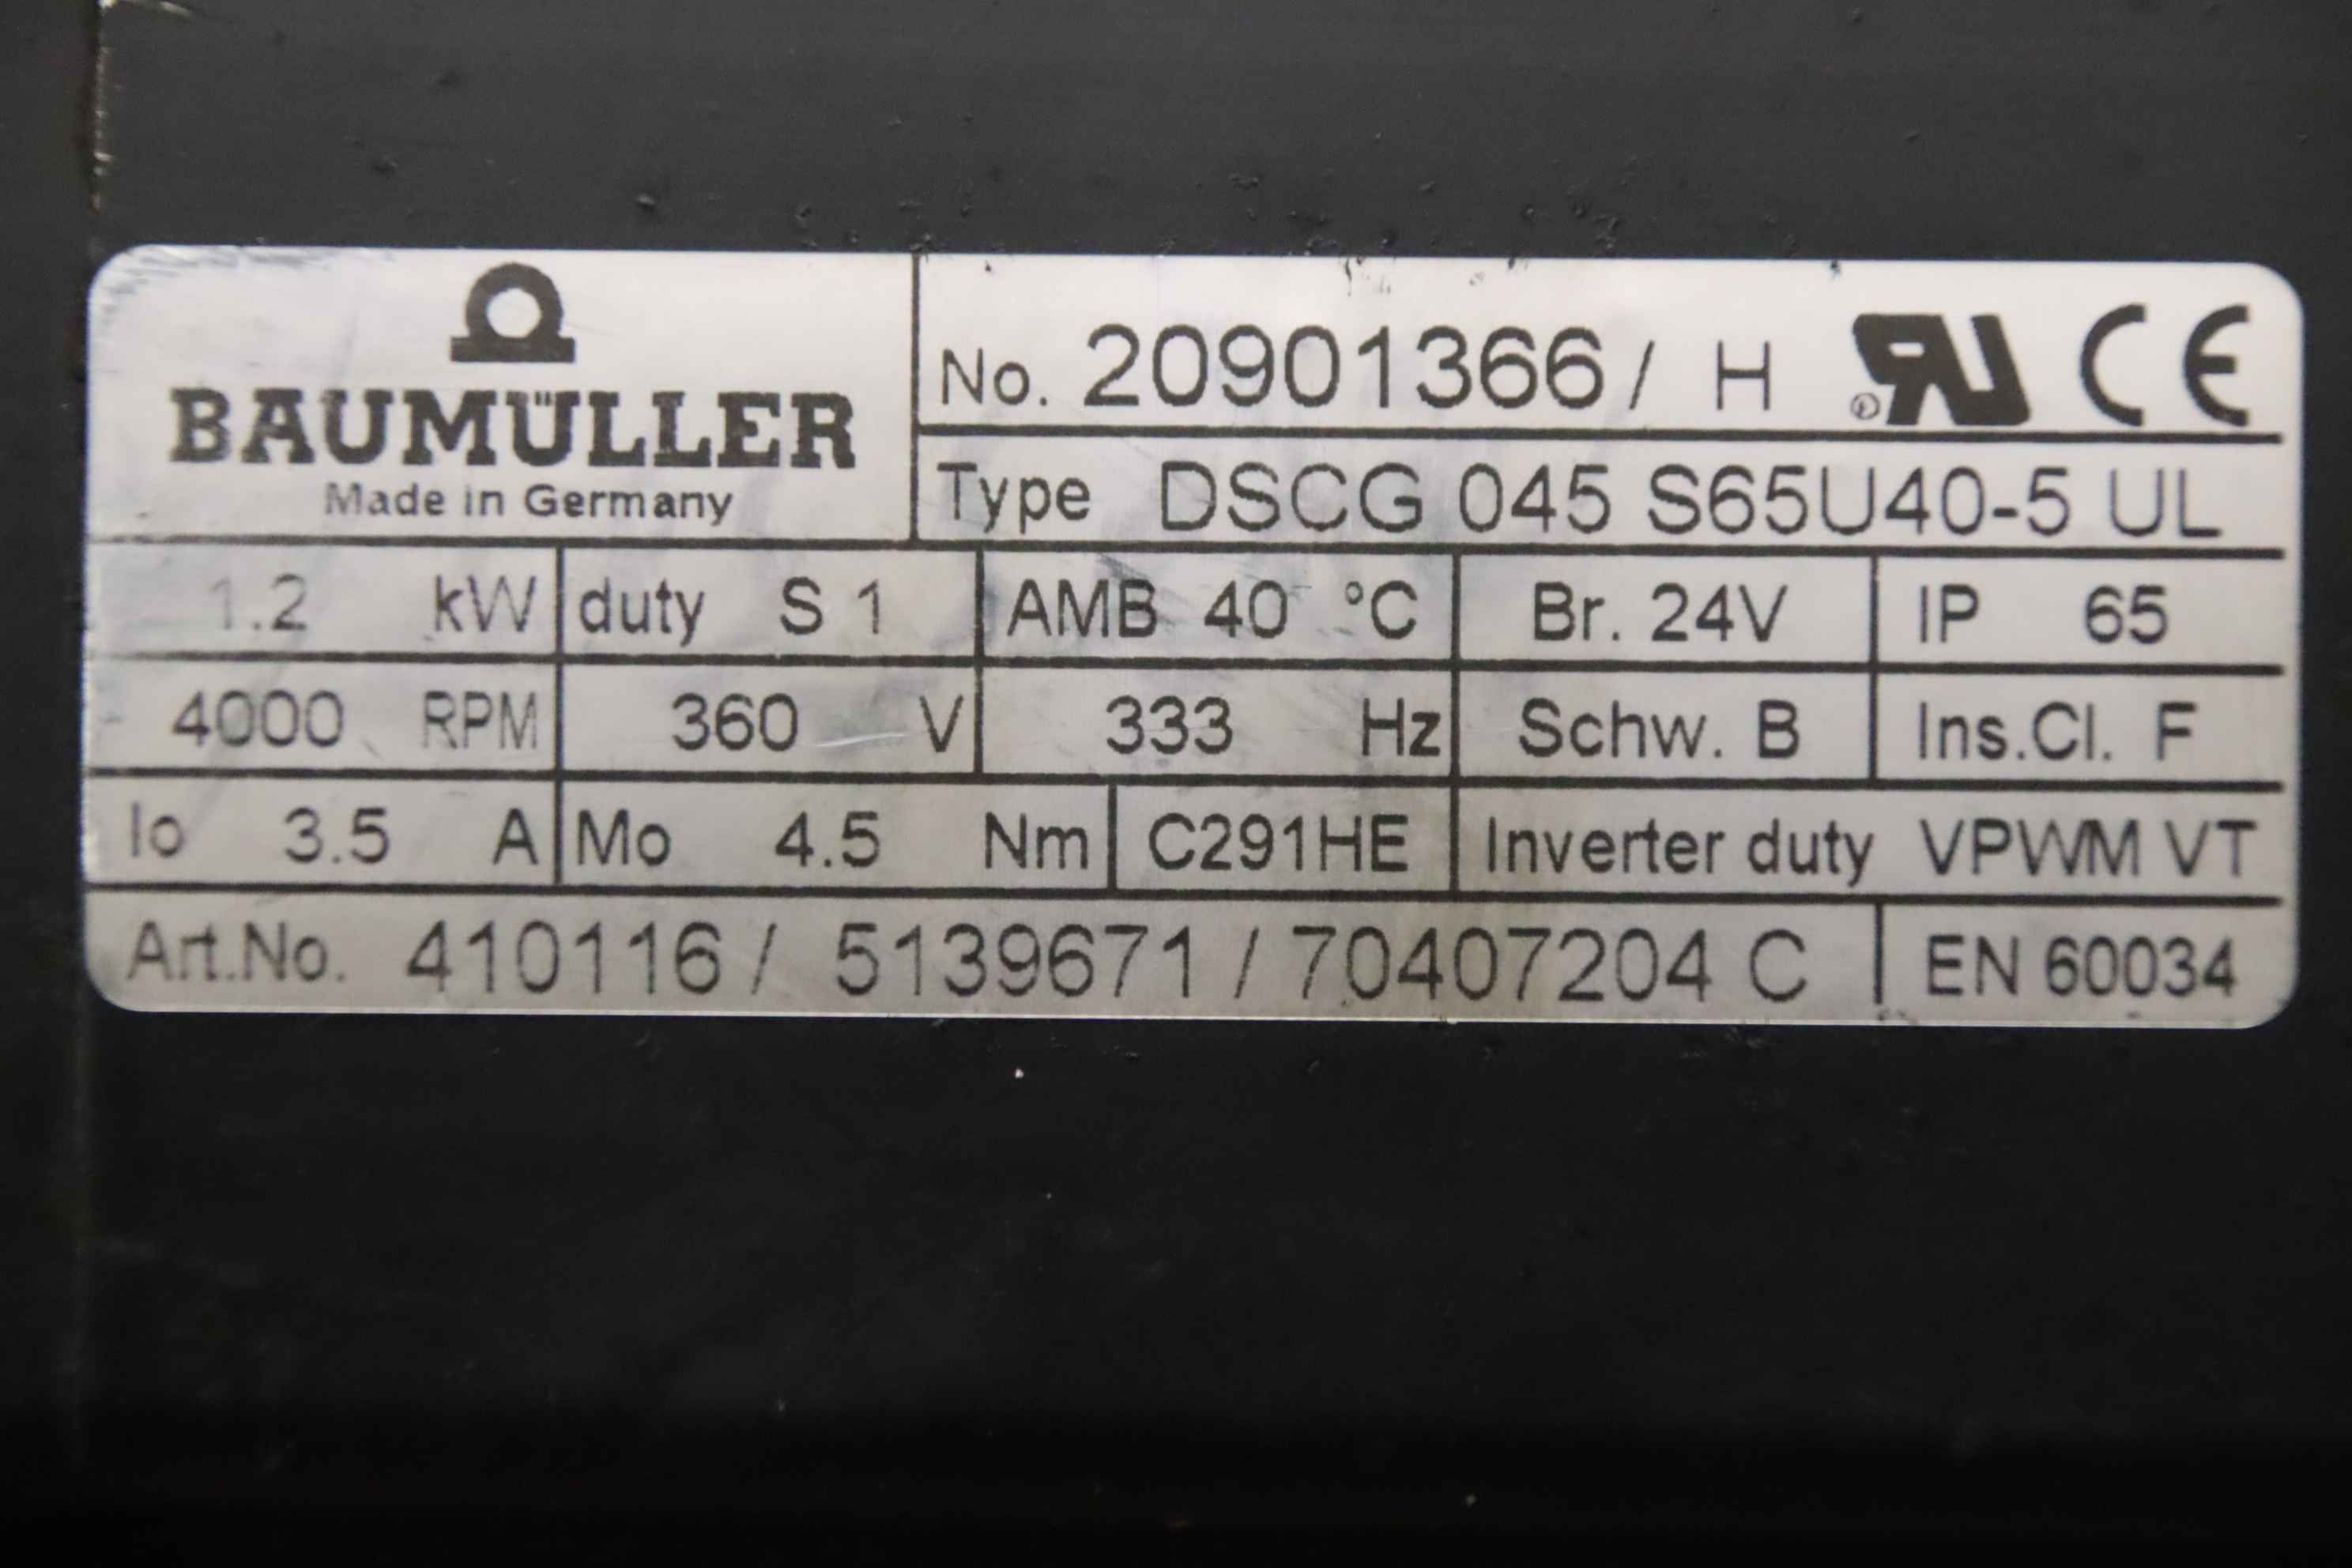 BAUMÜLLER
Made in Germany
No. 20901366 / H ® RU CE
Type DSCG 045 S65U40-5 UL
1.2 kW duty S 1 AMB 40 °C Br. 24V IP 65
4000 RPM 360 V 333 Hz Schw. B Ins.Cl. F
Io 3.5 A Mo 4.5 Nm C291HE Inverter duty VPWM VT
Art.No. 410116 / 5139671 / 70407204 C EN 60034